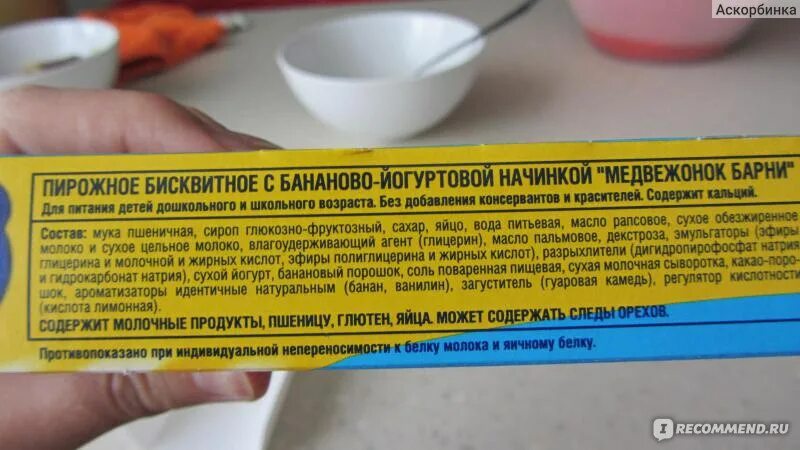 Аскорбинка
ПИРОЖНОЕ БИСКВИТНОЕ С БАНАНОВО-ЙОГУРТОВОЙ НАЧИНКОЙ "МЕДВЕЖОНОК БАРНИ"
Для питания детей дошкольного и школьного возраста. Без добавления консервантов и красителей. Содержит кальций.
Состав: мука пшеничная, сироп глюкозно-фруктозный, сахар, яйцо, вода питьевая, масло рапсовое, сухое обезжиренное
молоко и сухое цельное молоко, влагоудерживающий агент (глицерин), масло пальмовое, декстроза, эмульгаторы (эфиры
глицерина и молочной и жирных кислот, эфиры полиглицерина и жирных кислот), разрыхлители (дигидропирофосфат натрия
и гидрокарбонат натрия), сухой йогурт, банановый порошок, соль поваренная пищевая, сухая молочная сыворотка, какао-поро-
шок, ароматизаторы идентичные натуральным (банан, ванилин), загуститель (гуаровая камедь), регулятор кислотности
(кислота лимонная).
СОДЕРЖИТ МОЛОЧНЫЕ ПРОДУКТЫ, ПШЕНИЦУ, ГЛЮТЕН, ЯЙЦА. МОЖЕТ СОДЕРЖАТЬ СЛЕДЫ ОРЕХОВ.
Противопоказано при индивидуальной непереносимости к белку молока и яичному белку.
IRECOMMEND.RU